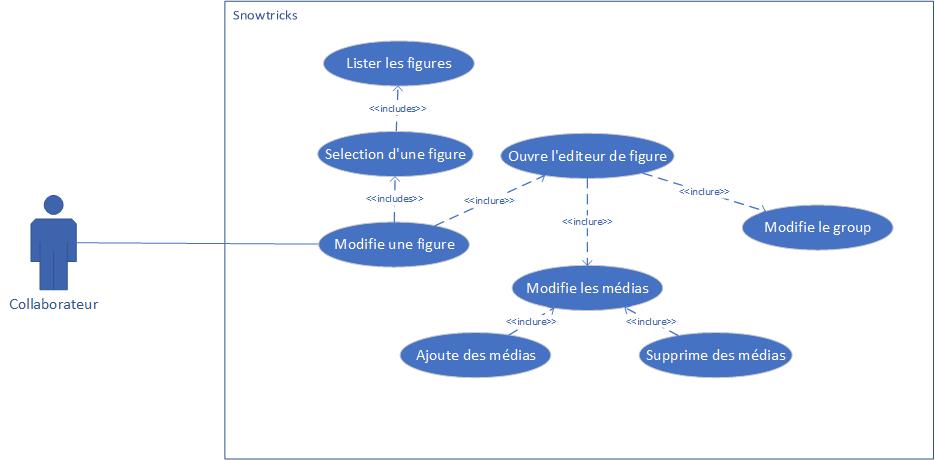 Snowtricks
Lister les figures
<<includes>>
Selection d'une figure
Ouvre l'editeur de figure
<<includes>>
<<inclure>>
<<inclure>>
<<inclure>>
Modifie une figure
Modifie le group
Collaborateur
Modifie les médias
<<inclure>>
<<inclure>>
Ajoute des médias
Supprime des médias